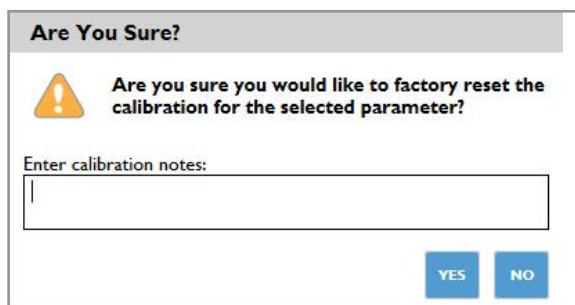 Are You Sure?
Are you sure you would like to factory reset the
calibration for the selected parameter?
Enter calibration notes:
YES NO